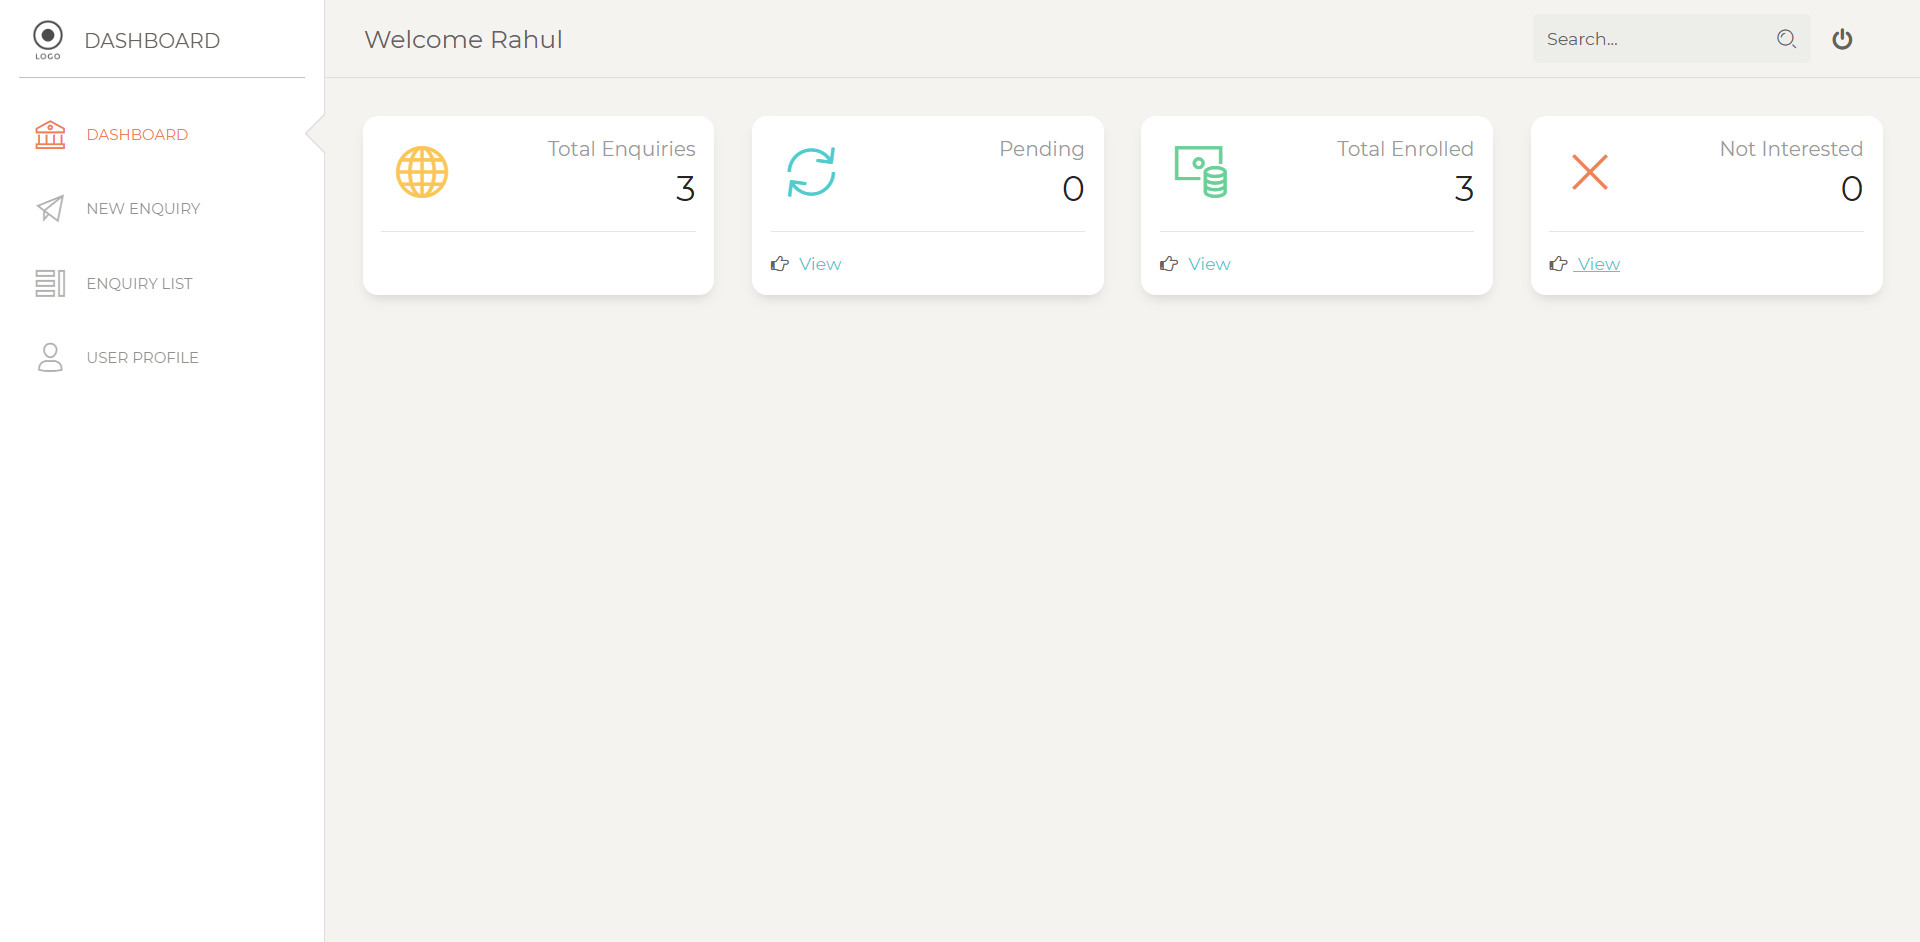 LOGO
DASHBOARD
DASHBOARD
NEW ENQUIRY
ENQUIRY LIST
USER PROFILE
Welcome Rahul
Search...
Total Enquiries
3
Pending
0
View
Total Enrolled
3
View
Not Interested
0
View